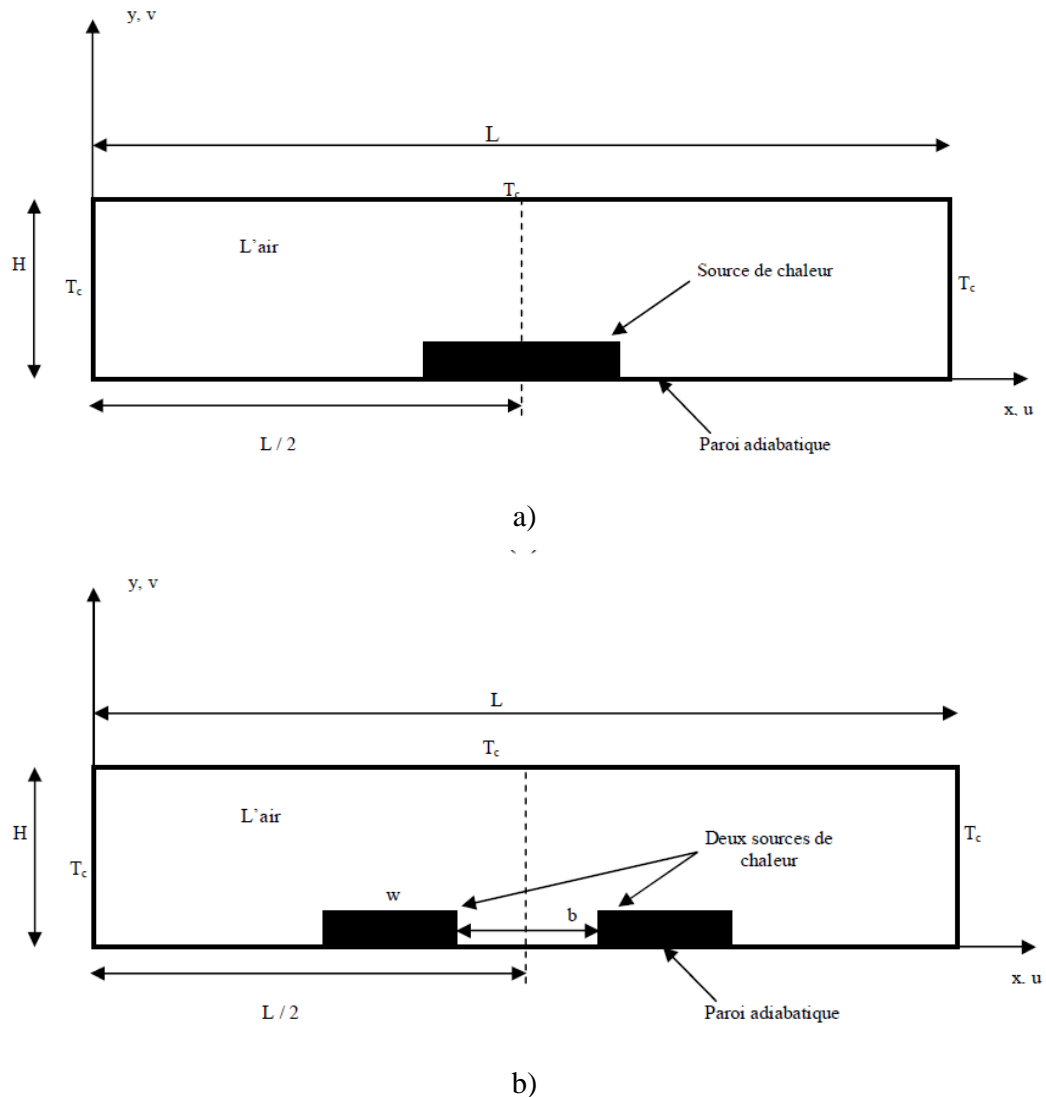 y, v
L
T_c
L'air
H
Source de chaleur
T_c
T_c
x, u
L / 2
Paroi adiabatique
a)
y, v
L
T_c
L'air
H
Deux sources de
chaleur
T_c
T_c
w
b
x, u
L / 2
Paroi adiabatique
b)